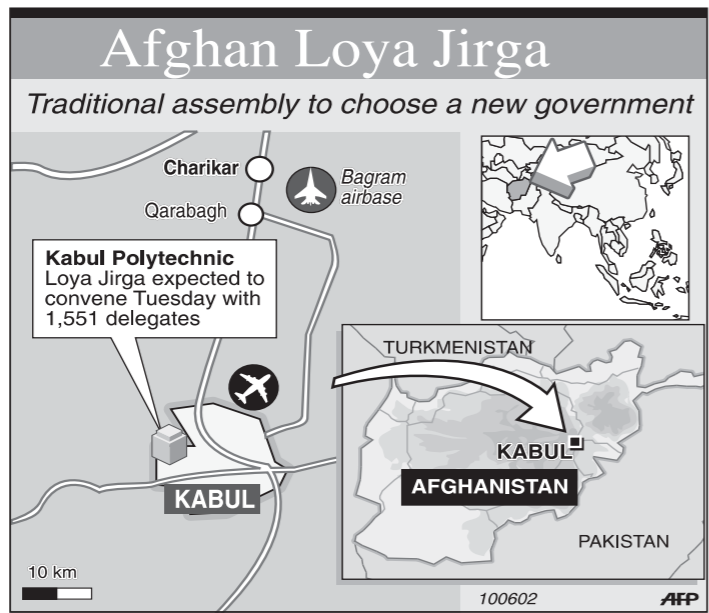 Afghan Loya Jirga
Traditional assembly to choose a new government
Charikar
Bagram
airbase
Qarabagh
Kabul Polytechnic
Loya Jirga expected to
convene Tuesday with
1,551 delegates
KABUL
10 km
TURKMENISTAN
KABUL
AFGHANISTAN
PAKISTAN
100602
AFP